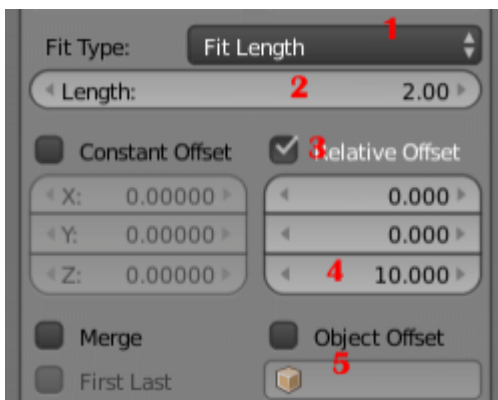 1
Fit Type: Fit Length
Length: 2 2.00
Constant Offset 3 Relative Offset
X: 0.00000 0.000
Y: 0.00000 0.000
Z: 0.00000 4 10.000
Merge Object Offset
5
First Last